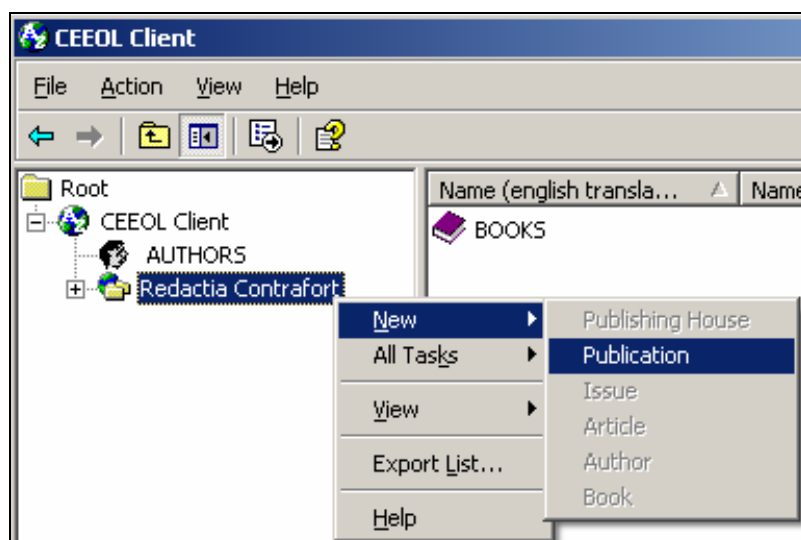 CEEOL Client
File Action View Help
Root
CEEOL Client
AUTHORS
Redactia Contrafort
Name (english transla... Name
BOOKS
New
All Tasks
View
Export List...
Help
Publishing House
Publication
Issue
Article
Author
Book